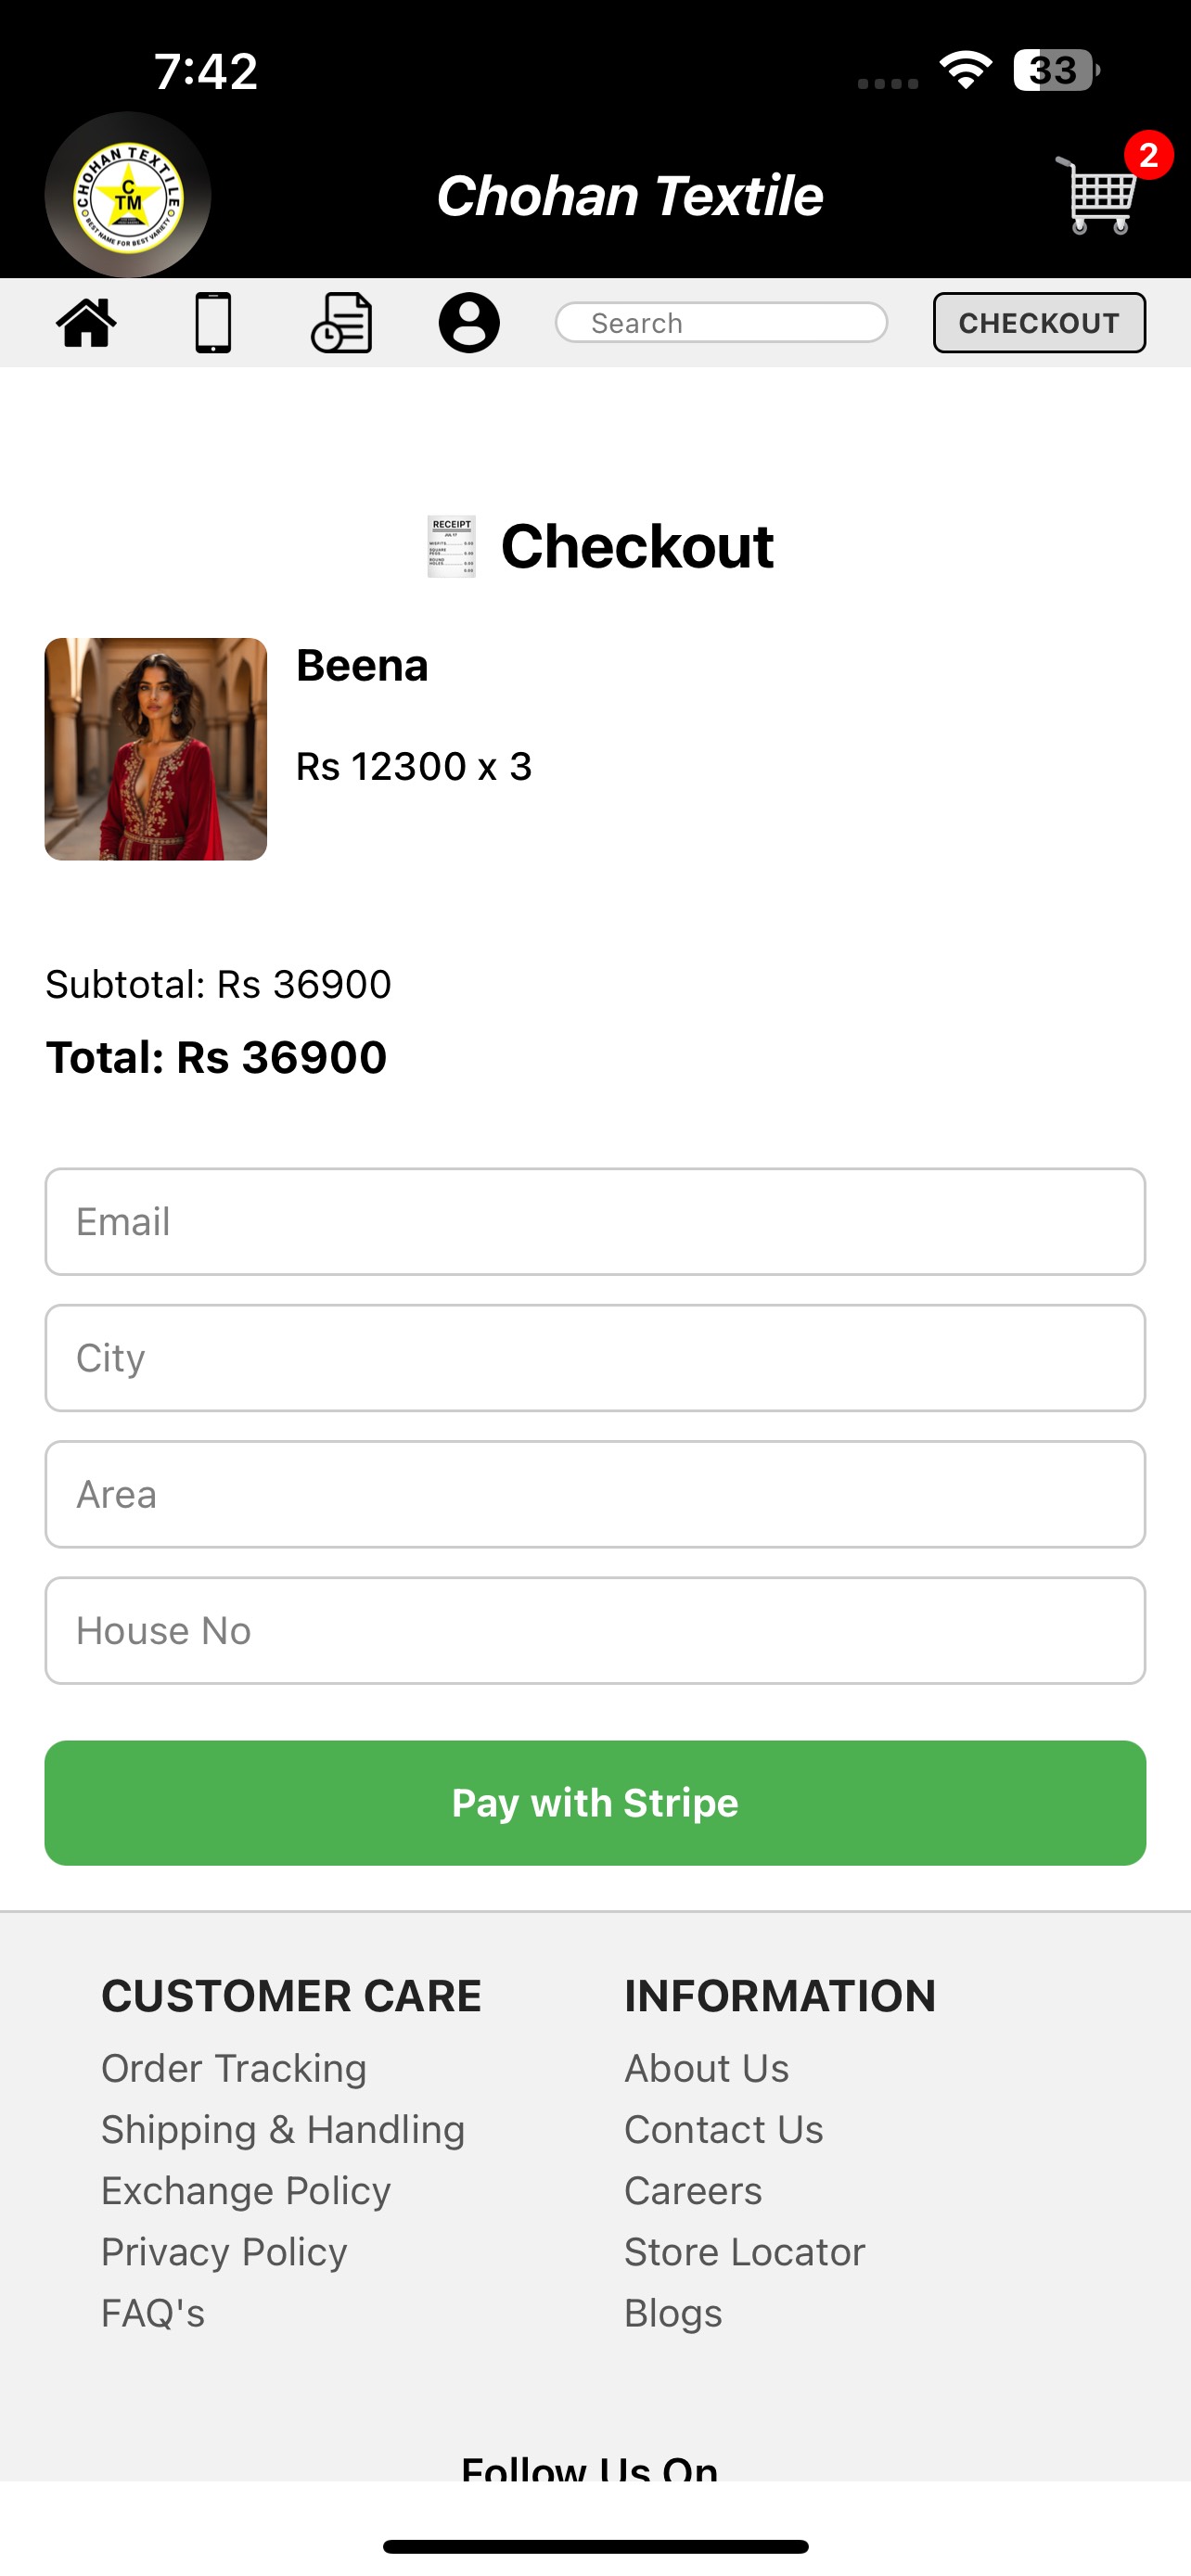 7:42
33
CHOHAN TEXTILE
CTM
BEST NAME FOR BEST VARIETY
Chohan Textile
2
Search
CHECKOUT
RECEIPT
Checkout
Beena
Rs 12300 x 3
Subtotal: Rs 36900
Total: Rs 36900
Email
City
Area
House No
Pay with Stripe
CUSTOMER CARE
INFORMATION
Order Tracking
About Us
Shipping & Handling
Contact Us
Exchange Policy
Careers
Privacy Policy
Store Locator
FAQ's
Blogs
Follow Us On